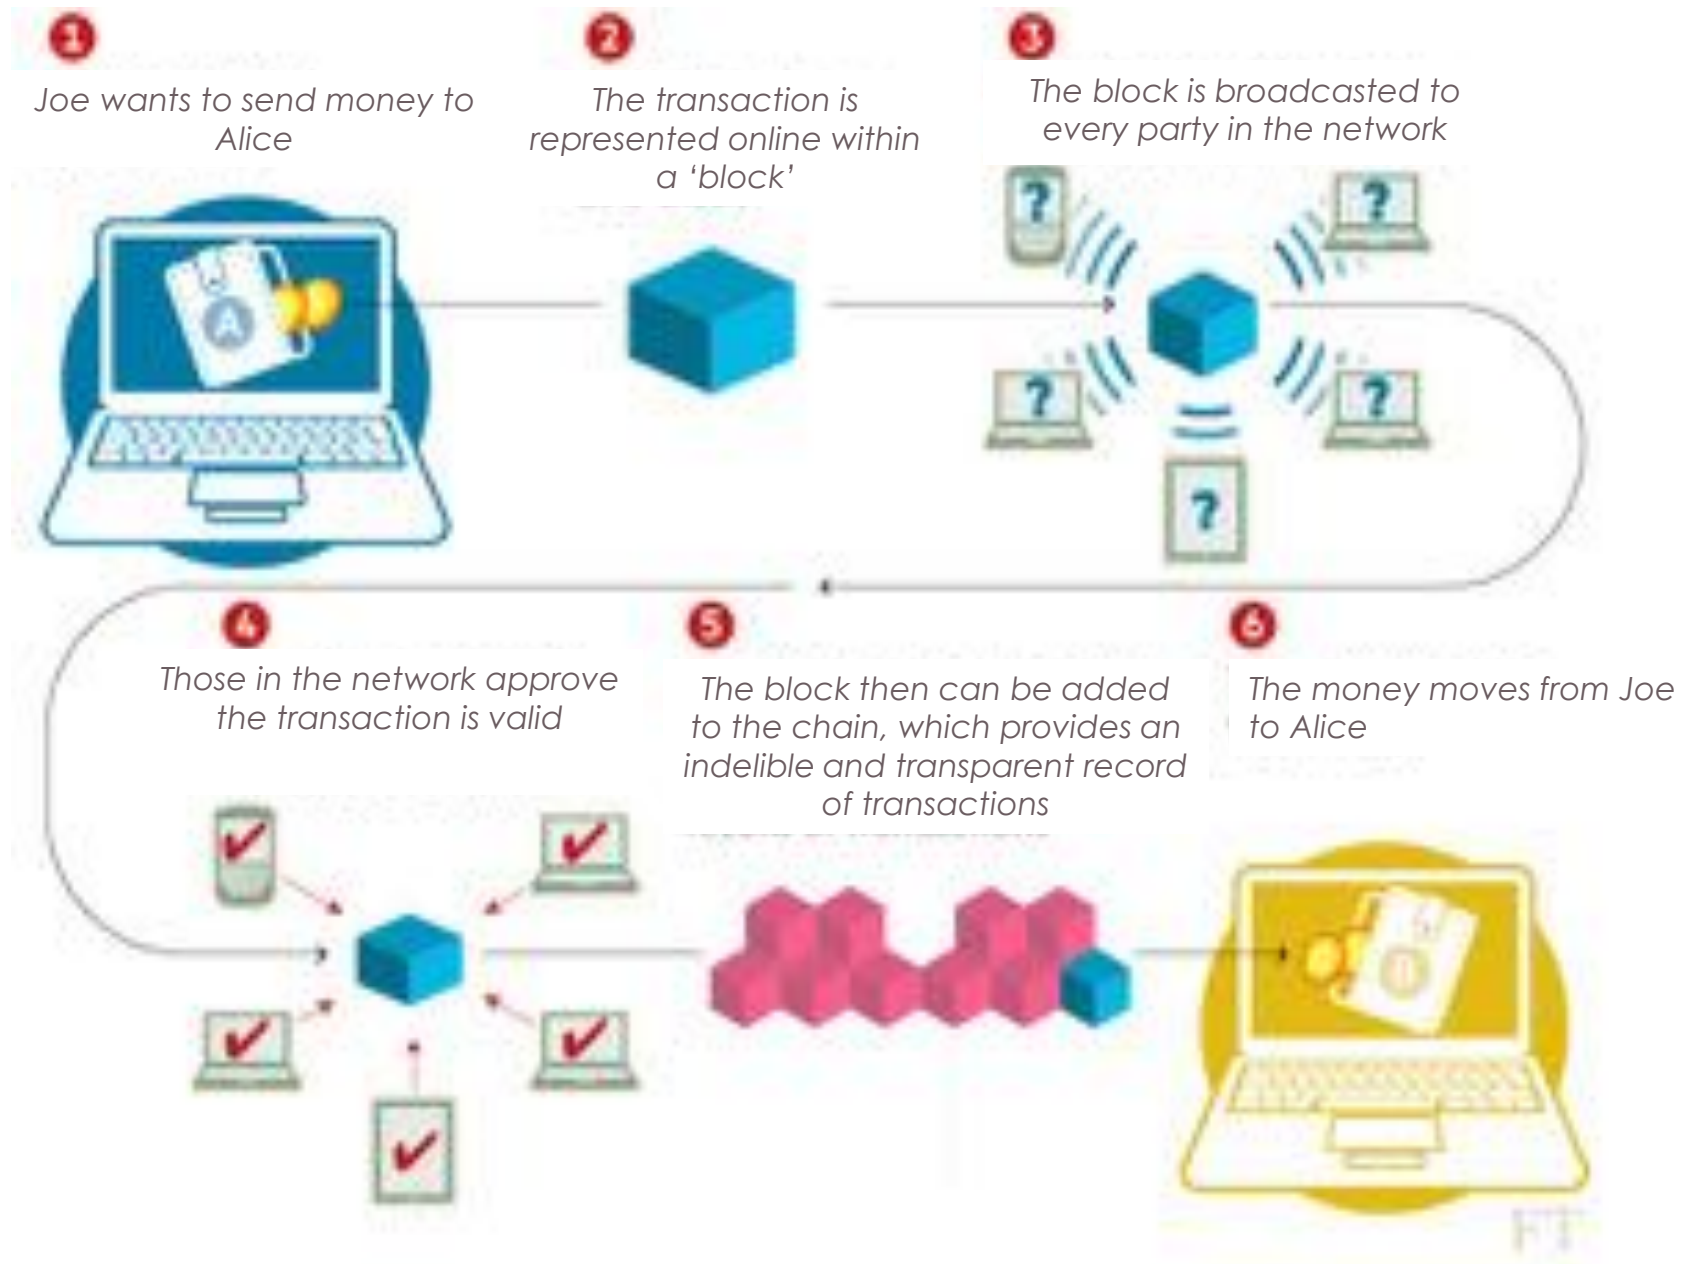 1
Joe wants to send money to
Alice
2
The transaction is
represented online within
a ‘block’
3
The block is broadcasted to
every party in the network
A
?
?
?
?
?
4
Those in the network approve
the transaction is valid
5
The block then can be added
to the chain, which provides an
indelible and transparent record
of transactions
6
The money moves from Joe
to Alice
FT